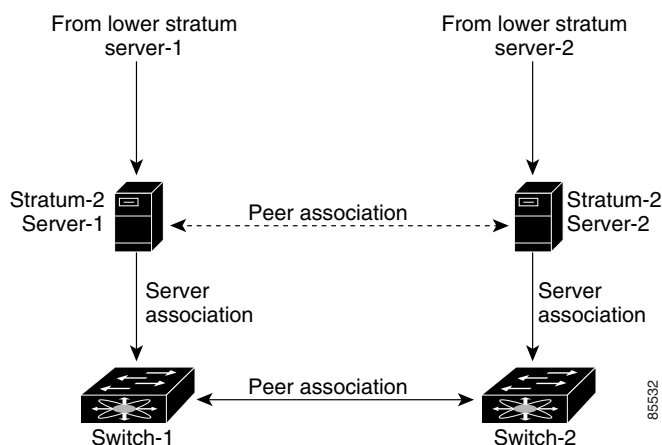 From lower stratum
server-1
From lower stratum
server-2
Stratum-2
Server-1
Peer association
Stratum-2
Server-2
Server
association
Server
association
Peer association
Switch-1
Switch-2
85532